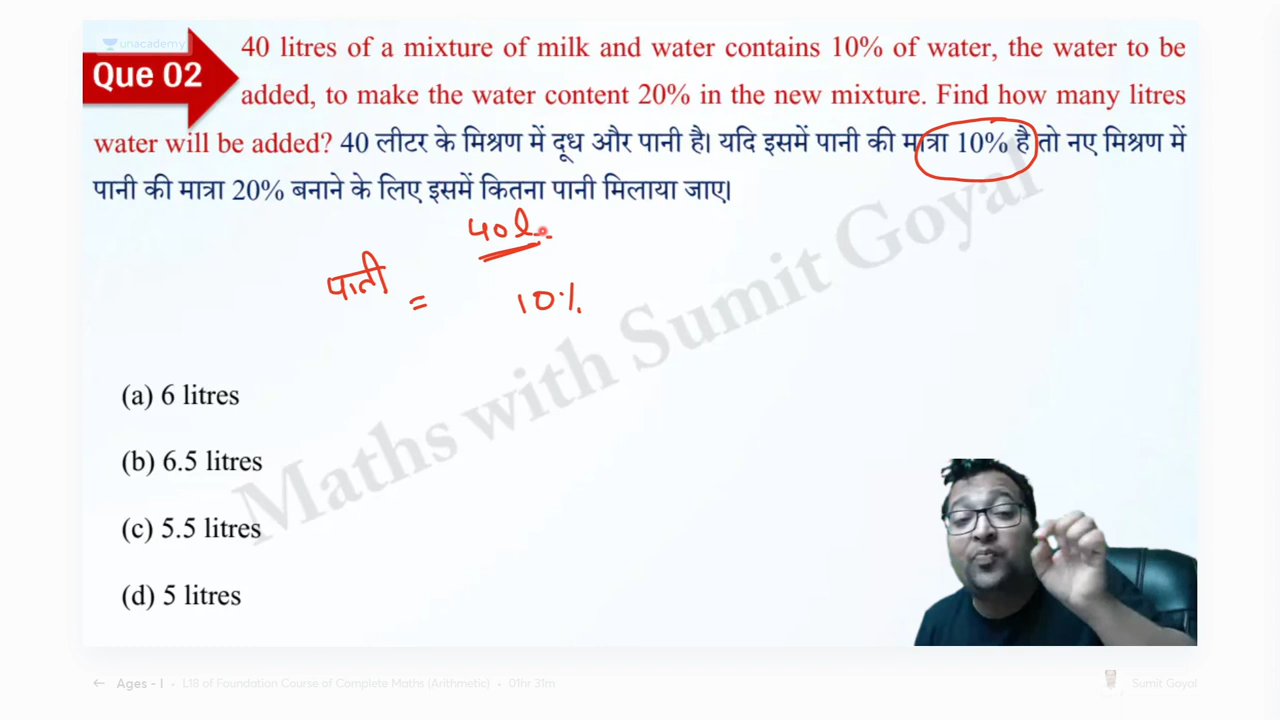 unacademy
Que 02
40 litres of a mixture of milk and water contains 10% of water, the water to be
added, to make the water content 20% in the new mixture. Find how many litres
water will be added? 40 लीटर के मिश्रण में दूध और पानी है। यदि इसमें पानी की मात्रा 10% है तो नए मिश्रण में
पानी की मात्रा 20% बनाने के लिए इसमें कितना पानी मिलाया जाए।
40l
पानी = 10%
(a) 6 litres
(b) 6.5 litres
(c) 5.5 litres
(d) 5 litres
Maths with Sumit Goyal
← Ages - I • L18 of Foundation Course of Complete Maths (Arithmetic) • 01hr 31m
Sumit Goyal